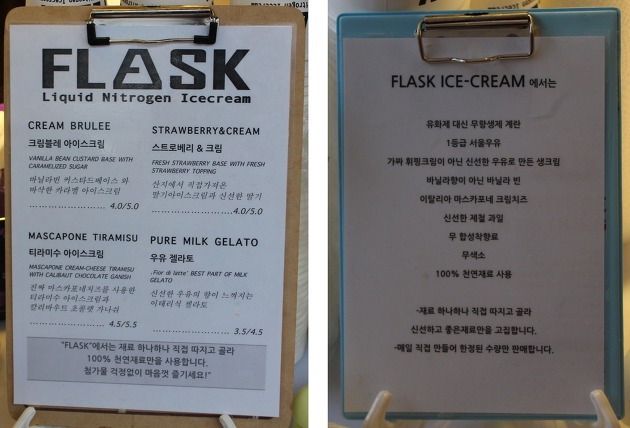 FLASK
Liquid Nitrogen Icecream
CREAM BRULEE
크림블레 아이스크림
VANILLA BEAN CUSTARD BASE WITH
CARAMELIZED SUGAR
바닐라빈 커스타드베이스 와
바삭한 카라멜 아이스크림
........................ 4.0/5.0
STRAWBERRY&CREAM
스트로베리 & 크림
FRESH STRAWBERRY BASE WITH FRESH
STRAWBERRY TOPPING
산지에서 직접가져온
딸기아이스크림과 신선한 딸기
..........................4.0/5.0
MASCAPONE TIRAMISU
티라미수 아이스크림
MASCAPONE CREAM-CHEESE TIRAMISU
WITH CALIBAUT CHOCOLATE GANISH
진짜 마스카포네치즈를 사용한
티라미수 아이스크림과
깔리바우트 초콜렛 가나쉬
........................ 4.5/5.5
PURE MILK GELATO
우유 젤라토
,Fior di latte' BEST PART OF MILK
GELATO
신선한 우유의 향이 느껴지는
이태리식 젤라또
.......................... 3.5/4.5
"FLASK"에서는 재료 하나하나 직접 따지고 골라
100% 천연재료만을 사용합니다.
첨가물 걱정없이 마음껏 즐기세요!"
FLASK ICE-CREAM 에서는
유화제 대신 무항생제 계란
1등급 서울우유
가짜 휘핑크림이 아닌 신선한 우유로 만든 생크림
바닐라향이 아닌 바닐라 빈
이탈리아 마스카포네 크림치즈
신선한 제철 과일
무 합성착향료
무색소
100% 천연재료 사용
-재료 하나하나 직접 따지고 골라
신선하고 좋은재료만을 고집합니다.
-매일 직접 만들어 한정된 수량만 판매합니다.